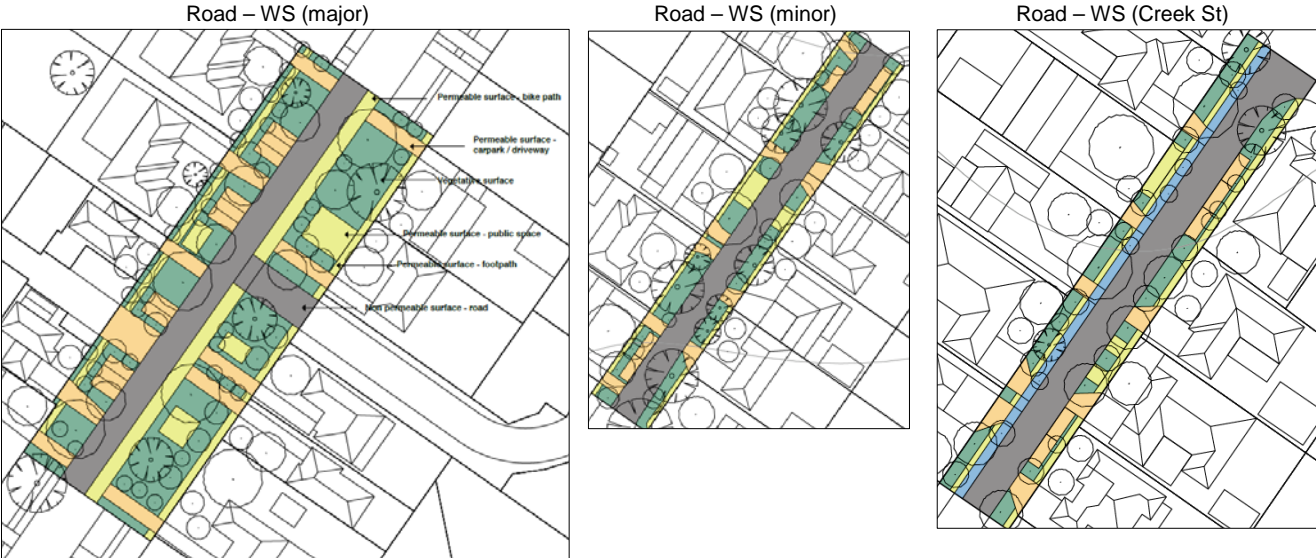 Road – WS (major)
Road – WS (minor)
Road – WS (Creek St)
Permeable surface - bike path
Permeable surface -
carpark / driveway
Vegetative surface
Permeable surface - public space
Permeable surface - footpath
Non permeable surface - road